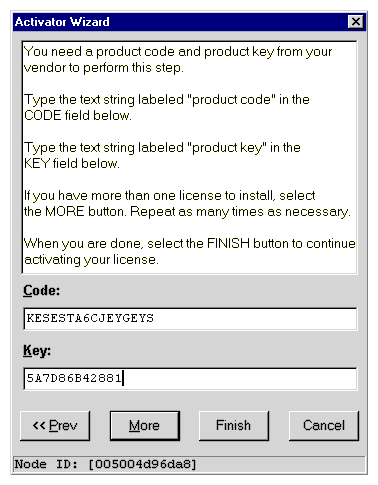 Activator Wizard
You need a product code and product key from your
vendor to perform this step.
Type the text string labeled "product code" in the
CODE field below.
Type the text string labeled "product key" in the
KEY field below.
If you have more than one license to install, select
the MORE button. Repeat as many times as necessary.
When you are done, select the FINISH button to continue
activating your license.
Code:
KESESTA6CJEYGEYS
Key:
5A7D86B42881
<< Prev More Finish Cancel
Node ID: [005004d96da8]